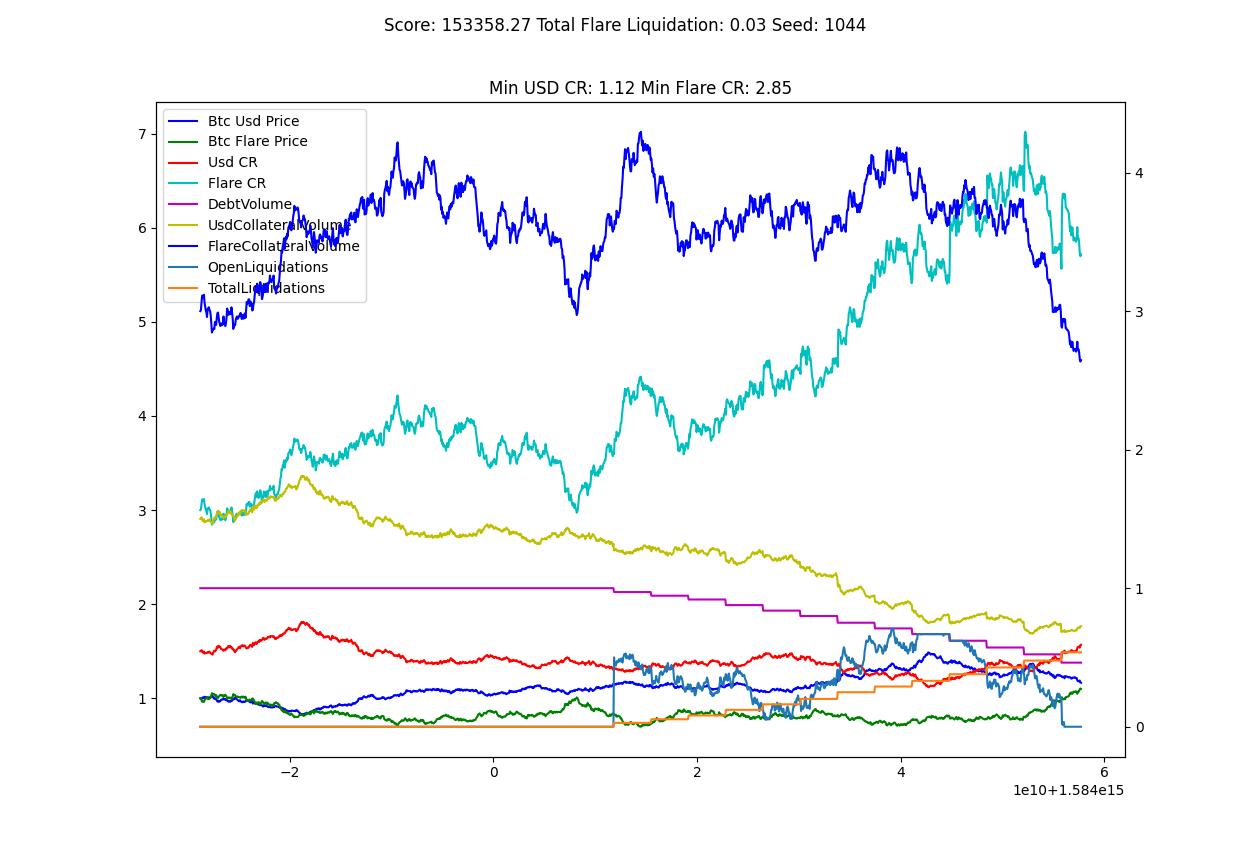 Score: 153358.27 Total Flare Liquidation: 0.03 Seed: 1044
Min USD CR: 1.12 Min Flare CR: 2.85
Btc Usd Price
Btc Flare Price
Usd CR
Flare CR
DebtVolume
UsdCollateralVolume
FlareCollateralVolume
OpenLiquidations
TotalLiquidations
7
6
5
4
3
2
1
4
3
2
1
0
−2
0
2
4
6
1e10+1.584e15